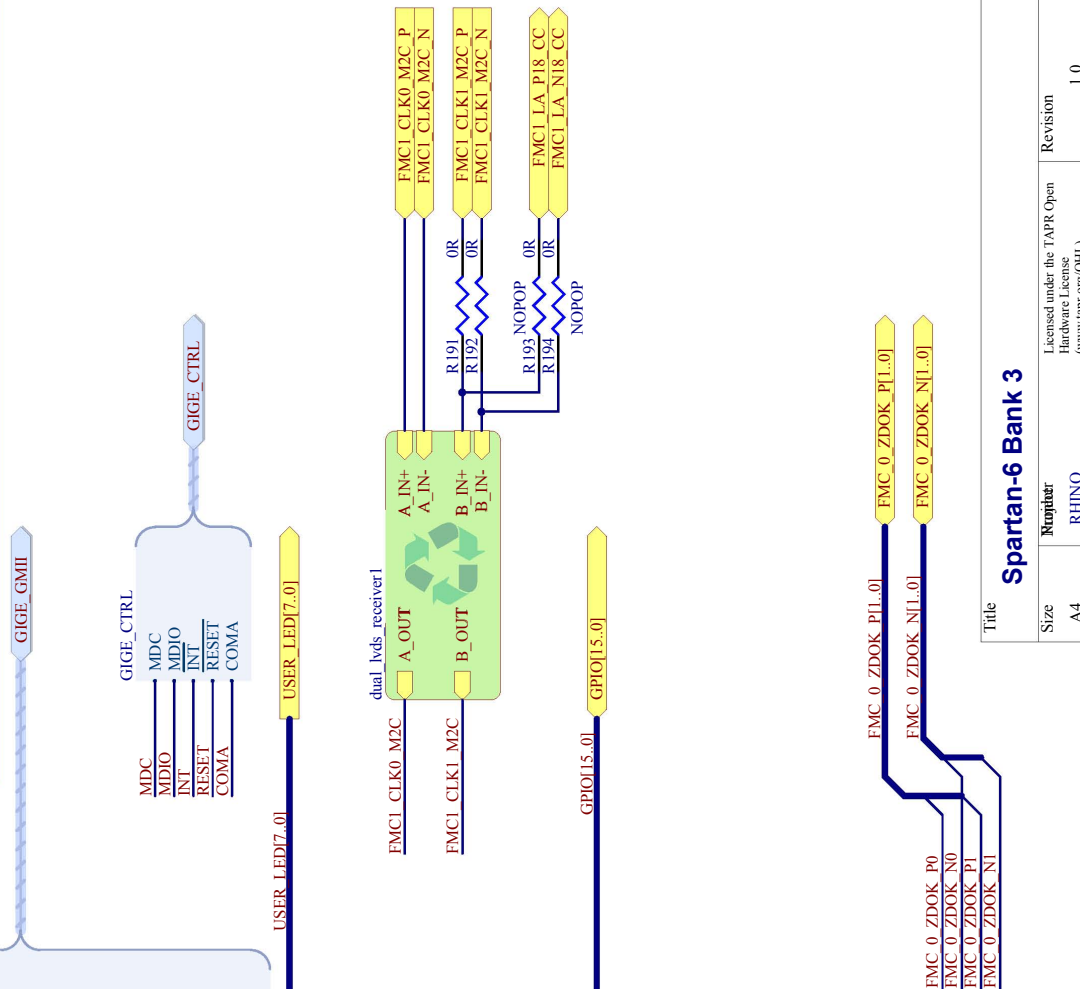 FMC1_CLK0_M2C_P
FMC1_CLK0_M2C_N
FMC1_CLK1_M2C_P
FMC1_CLK1_M2C_N
FMC1_LA_P18_CC
FMC1_LA_N18_CC
0R
0R
0R
0R
R191
R192
R193
R194
NOPOP
NOPOP
GIGE_GMII
GIGE_CTRL
GIGE_CTRL
MDC
MDIO
INT
RESET
COMA
MDC
MDIO
INT
RESET
COMA
USER_LED[7..0]
USER_LED[7..0]
dual_lvds_receiver1
A_IN+
A_IN-
B_IN+
B_IN-
A_OUT
B_OUT
FMC1_CLK0_M2C
FMC1_CLK1_M2C
GPIO[15..0]
GPIO[15..0]
FMC_0_ZDOK_P[1..0]
FMC_0_ZDOK_N[1..0]
FMC_0_ZDOK_P[1..0]
FMC_0_ZDOK_N[1..0]
FMC_0_ZDOK_P0
FMC_0_ZDOK_N0
FMC_0_ZDOK_P1
FMC_0_ZDOK_N1
Title
Spartan-6 Bank 3
Size
A4
RHINO
Licensed under the TAPR Open
Hardware License
Revision
1.0